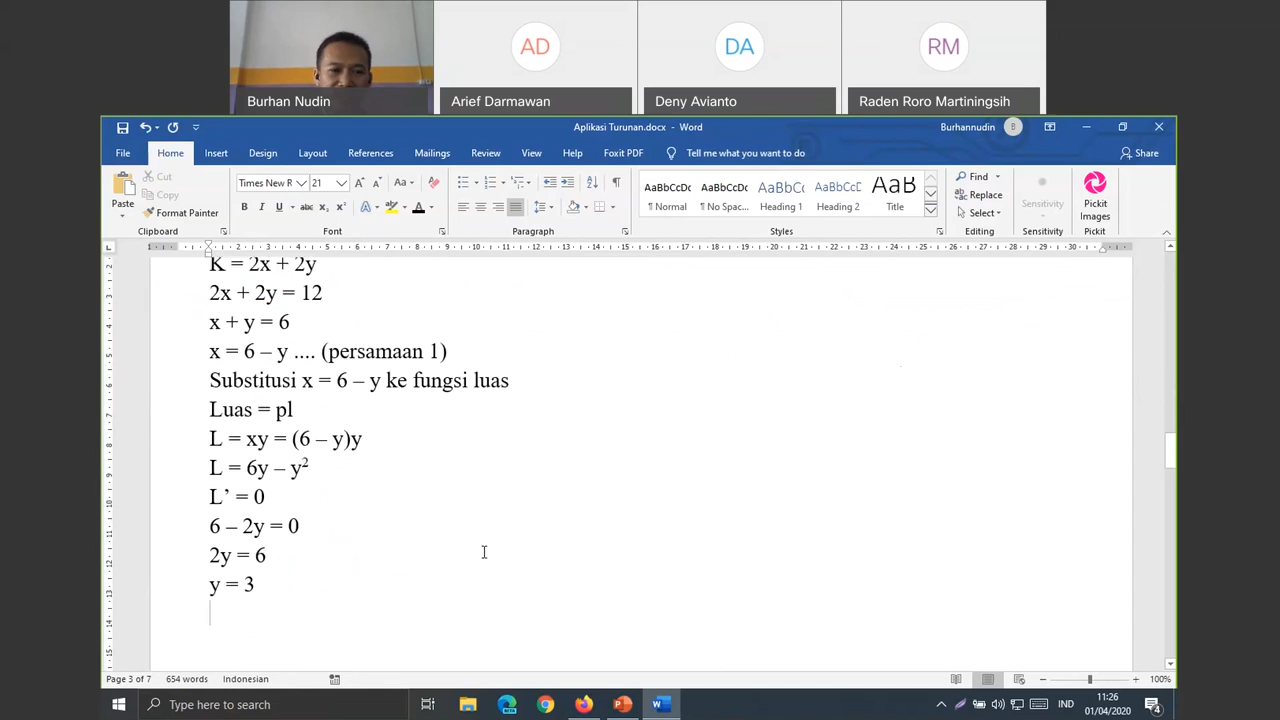 AD
DA
RM
Burhan Nudin
Arief Darmawan
Deny Avianto
Raden Roro Martiningsih
Aplikasi Turunan.docx - Word
Burhannudin
B
File Home Insert Design Layout References Mailings Review View Help Foxit PDF Tell me what you want to do Share
Paste
Cut
Copy
Format Painter
Clipboard
Times New R 21
Font
Paragraph
AaBbCcDc
¶ Normal
AaBbCcDc
¶ No Spac...
AaBbCc
Heading 1
AaBbCcD
Heading 2
AaB
Title
Styles
Find
Replace
Select
Editing
Sensitivity
Sensitivity
Pickit
Images
Pickit
K = 2x + 2y
2x + 2y = 12
x + y = 6
x = 6 – y .... (persamaan 1)
Substitusi x = 6 – y ke fungsi luas
Luas = pl
L = xy = (6 – y)y
L = 6y – y²
L’ = 0
6 – 2y = 0
2y = 6
y = 3
Page 3 of 7 654 words Indonesian 100%
Type here to search
IND
11:26
01/04/2020
4